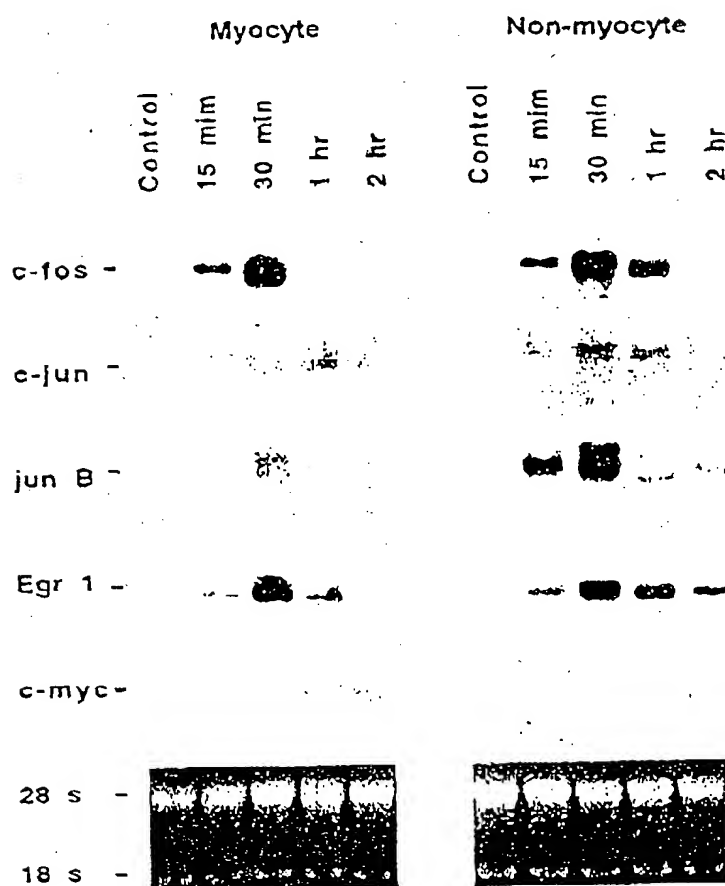 Myocyte Non-myocyte
Control 15 mim 30 min 1 hr 2 hr Control 15 mim 30 min 1 hr 2 hr
c-fos -
c-jun -
jun B -
Egr 1 -
c-myc -
28 s -
18 s -